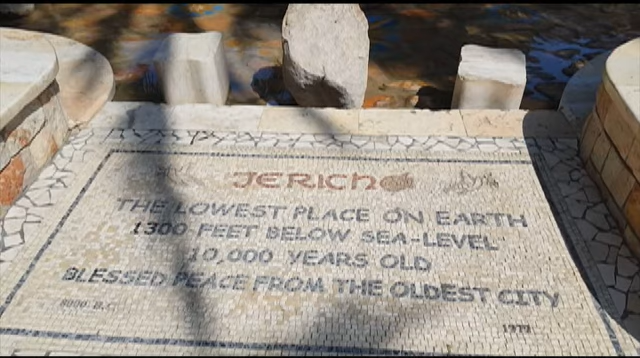 JERICHO
THE LOWEST PLACE ON EARTH
1300 FEET BELOW SEA-LEVEL
10,000 YEARS OLD
BLESSED PEACE FROM THE OLDEST CITY
8000 B.C